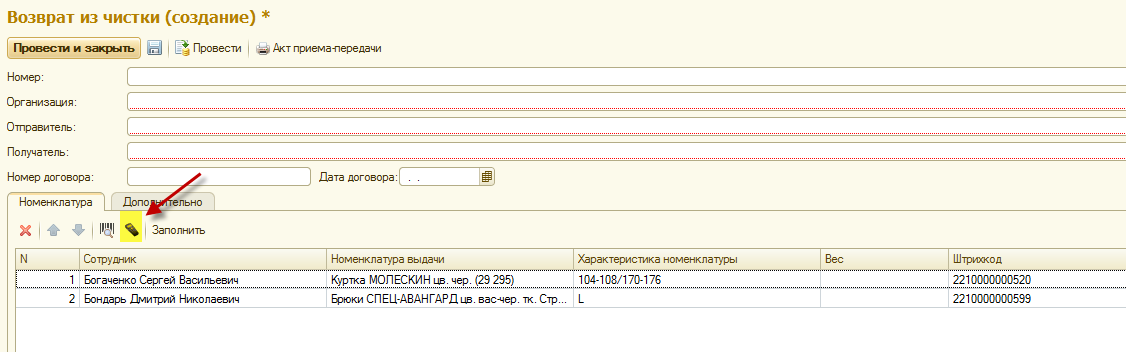 Возврат из чистки (создание) *
Провести и закрыть Провести Акт приема-передачи
Номер:
Организация:
Отправитель:
Получатель:
Номер договора: Дата договора: . .
Номенклатура Дополнительно
Заполнить
N Сотрудник Номенклатура выдачи Характеристика номенклатуры Вес Штрихкод
1 Богаченко Сергей Васильевич Куртка МОЛЕСКИН цв. чер. (29 295) 104-108/170-176 2210000000520
2 Бондарь Дмитрий Николаевич Брюки СПЕЦ-АВАНГАРД цв. вас-чер. тк. Стр... L 2210000000599